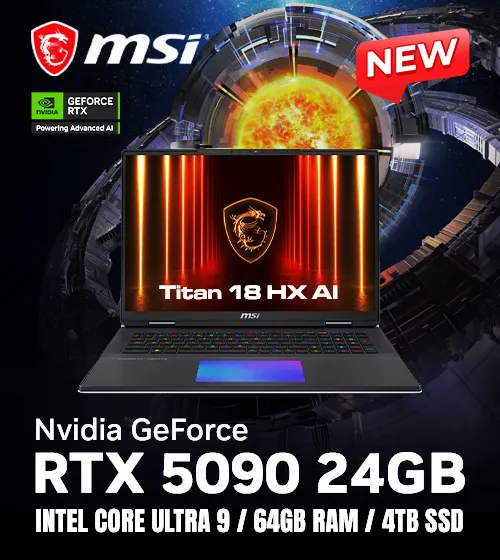 msi
NEW
NVIDIA
GEFORCE
RTX
Powering Advanced AI
Titan 18 HX AI
msi
Nvidia GeForce
RTX 5090 24GB
INTEL CORE ULTRA 9 / 64GB RAM / 4TB SSD